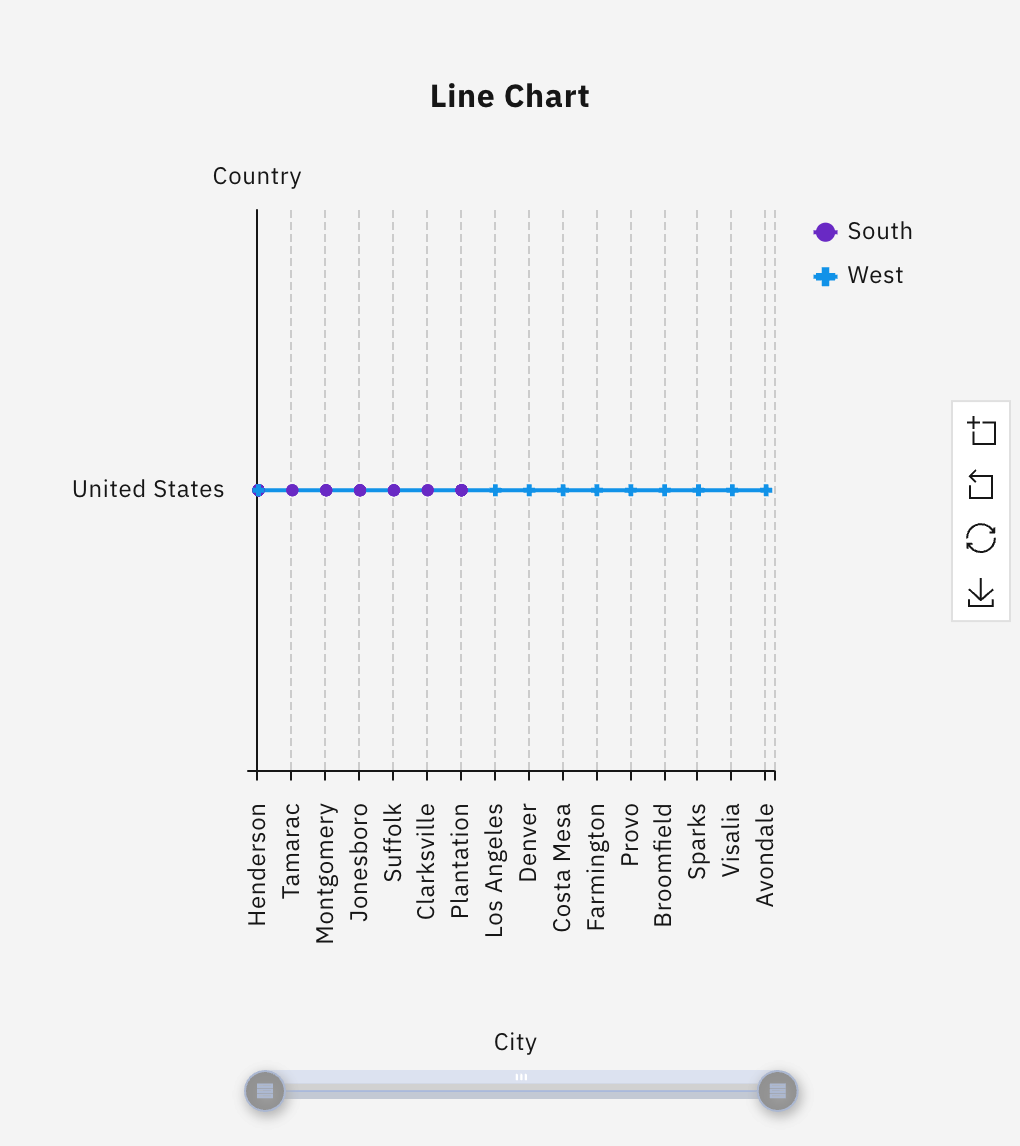 Line Chart
Country
South
West
United States
Henderson
Tamarac
Montgomery
Jonesboro
Suffolk
Clarksville
Plantation
Los Angeles
Denver
Costa Mesa
Farmington
Provo
Broomfield
Sparks
Visalia
Avondale
City